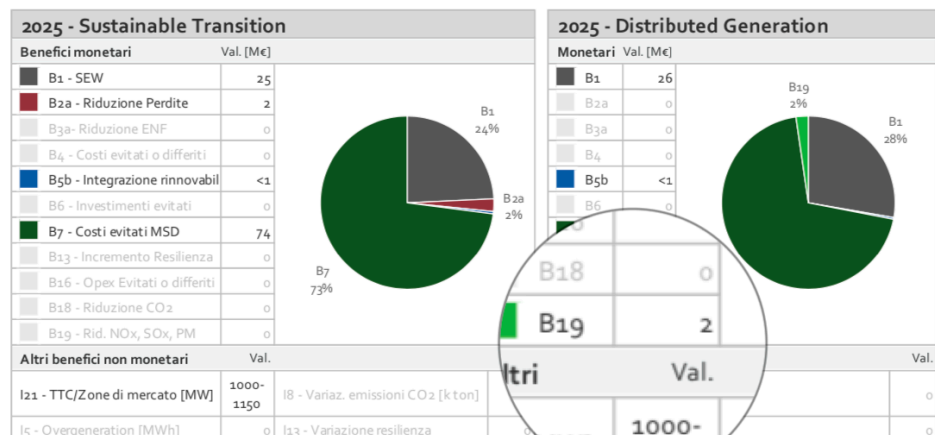 2025 - Sustainable Transition
Benefici monetari Val. [M€]
B1 - SEW 25
B2a - Riduzione Perdite 2
B3a- Riduzione ENF 0
B4 - Costi evitati o differiti 0
B5b - Integrazione rinnovabil <1
B6 - Investimenti evitati 0
B7 - Costi evitati MSD 74
B13 - Incremento Resilienza 0
B16 - Opex Evitati o differiti 0
B18 - Riduzione CO2 0
B19 - Rid. NOx, SOx, PM 0
B1
24%
B2a
2%
B7
73%
Altri benefici non monetari Val.
I21 - TTC/Zone di mercato [MW] 1000-
1150
I8 - Variaz. emissioni CO2 [k ton] 0
I5 - Overgeneration [MWh] 0 I13 - Variazione resilienza 0
2025 - Distributed Generation
Monetari Val. [M€]
B1 26
B2a 0
B3a 0
B4 0
B5b <1
B6 0
B19
2%
B1
28%
B18 0
B19 2
ltri Val.
1000-
Val.
0
0